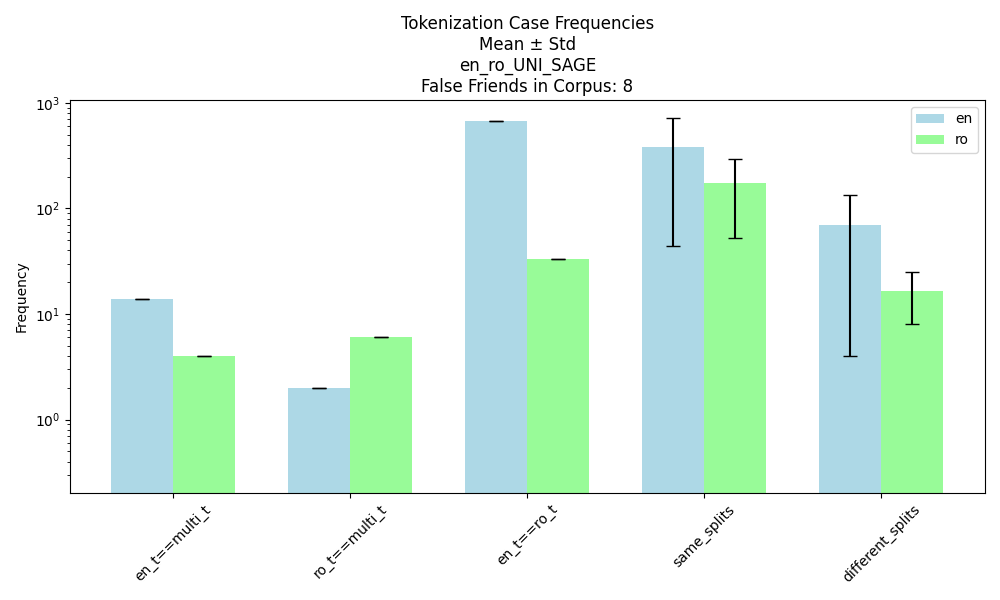 Tokenization Case Frequencies
Mean ± Std
en_ro_UNI_SAGE
False Friends in Corpus: 8
Frequency
10³
10²
10¹
10⁰
en
ro
en_t==multi_t
ro_t==multi_t
en_t==ro_t
same_splits
different_splits